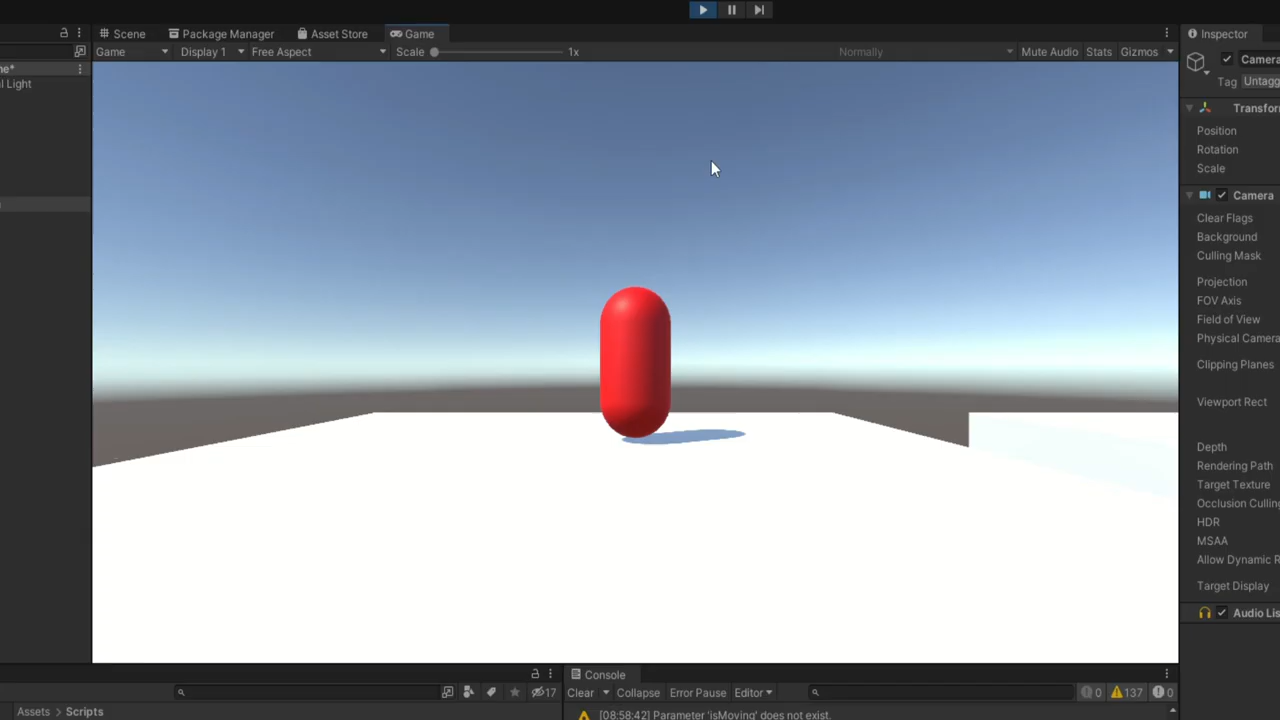 Scene Package Manager Asset Store Game
Game Display 1 Free Aspect Scale 1x Normally Mute Audio Stats Gizmos
ne*
l Light
Inspector
Camera
Tag Untagg
Transfor
Position
Rotation
Scale
Camera
Clear Flags
Background
Culling Mask
Projection
FOV Axis
Field of View
Physical Camera
Clipping Planes
Viewport Rect
Depth
Rendering Path
Target Texture
Occlusion Culling
HDR
MSAA
Allow Dynamic R
Target Display
Audio Lis
17
Assets > Scripts
Console
Clear Collapse Error Pause Editor 0 137 0
[08:58:42] Parameter 'isMoving' does not exist.